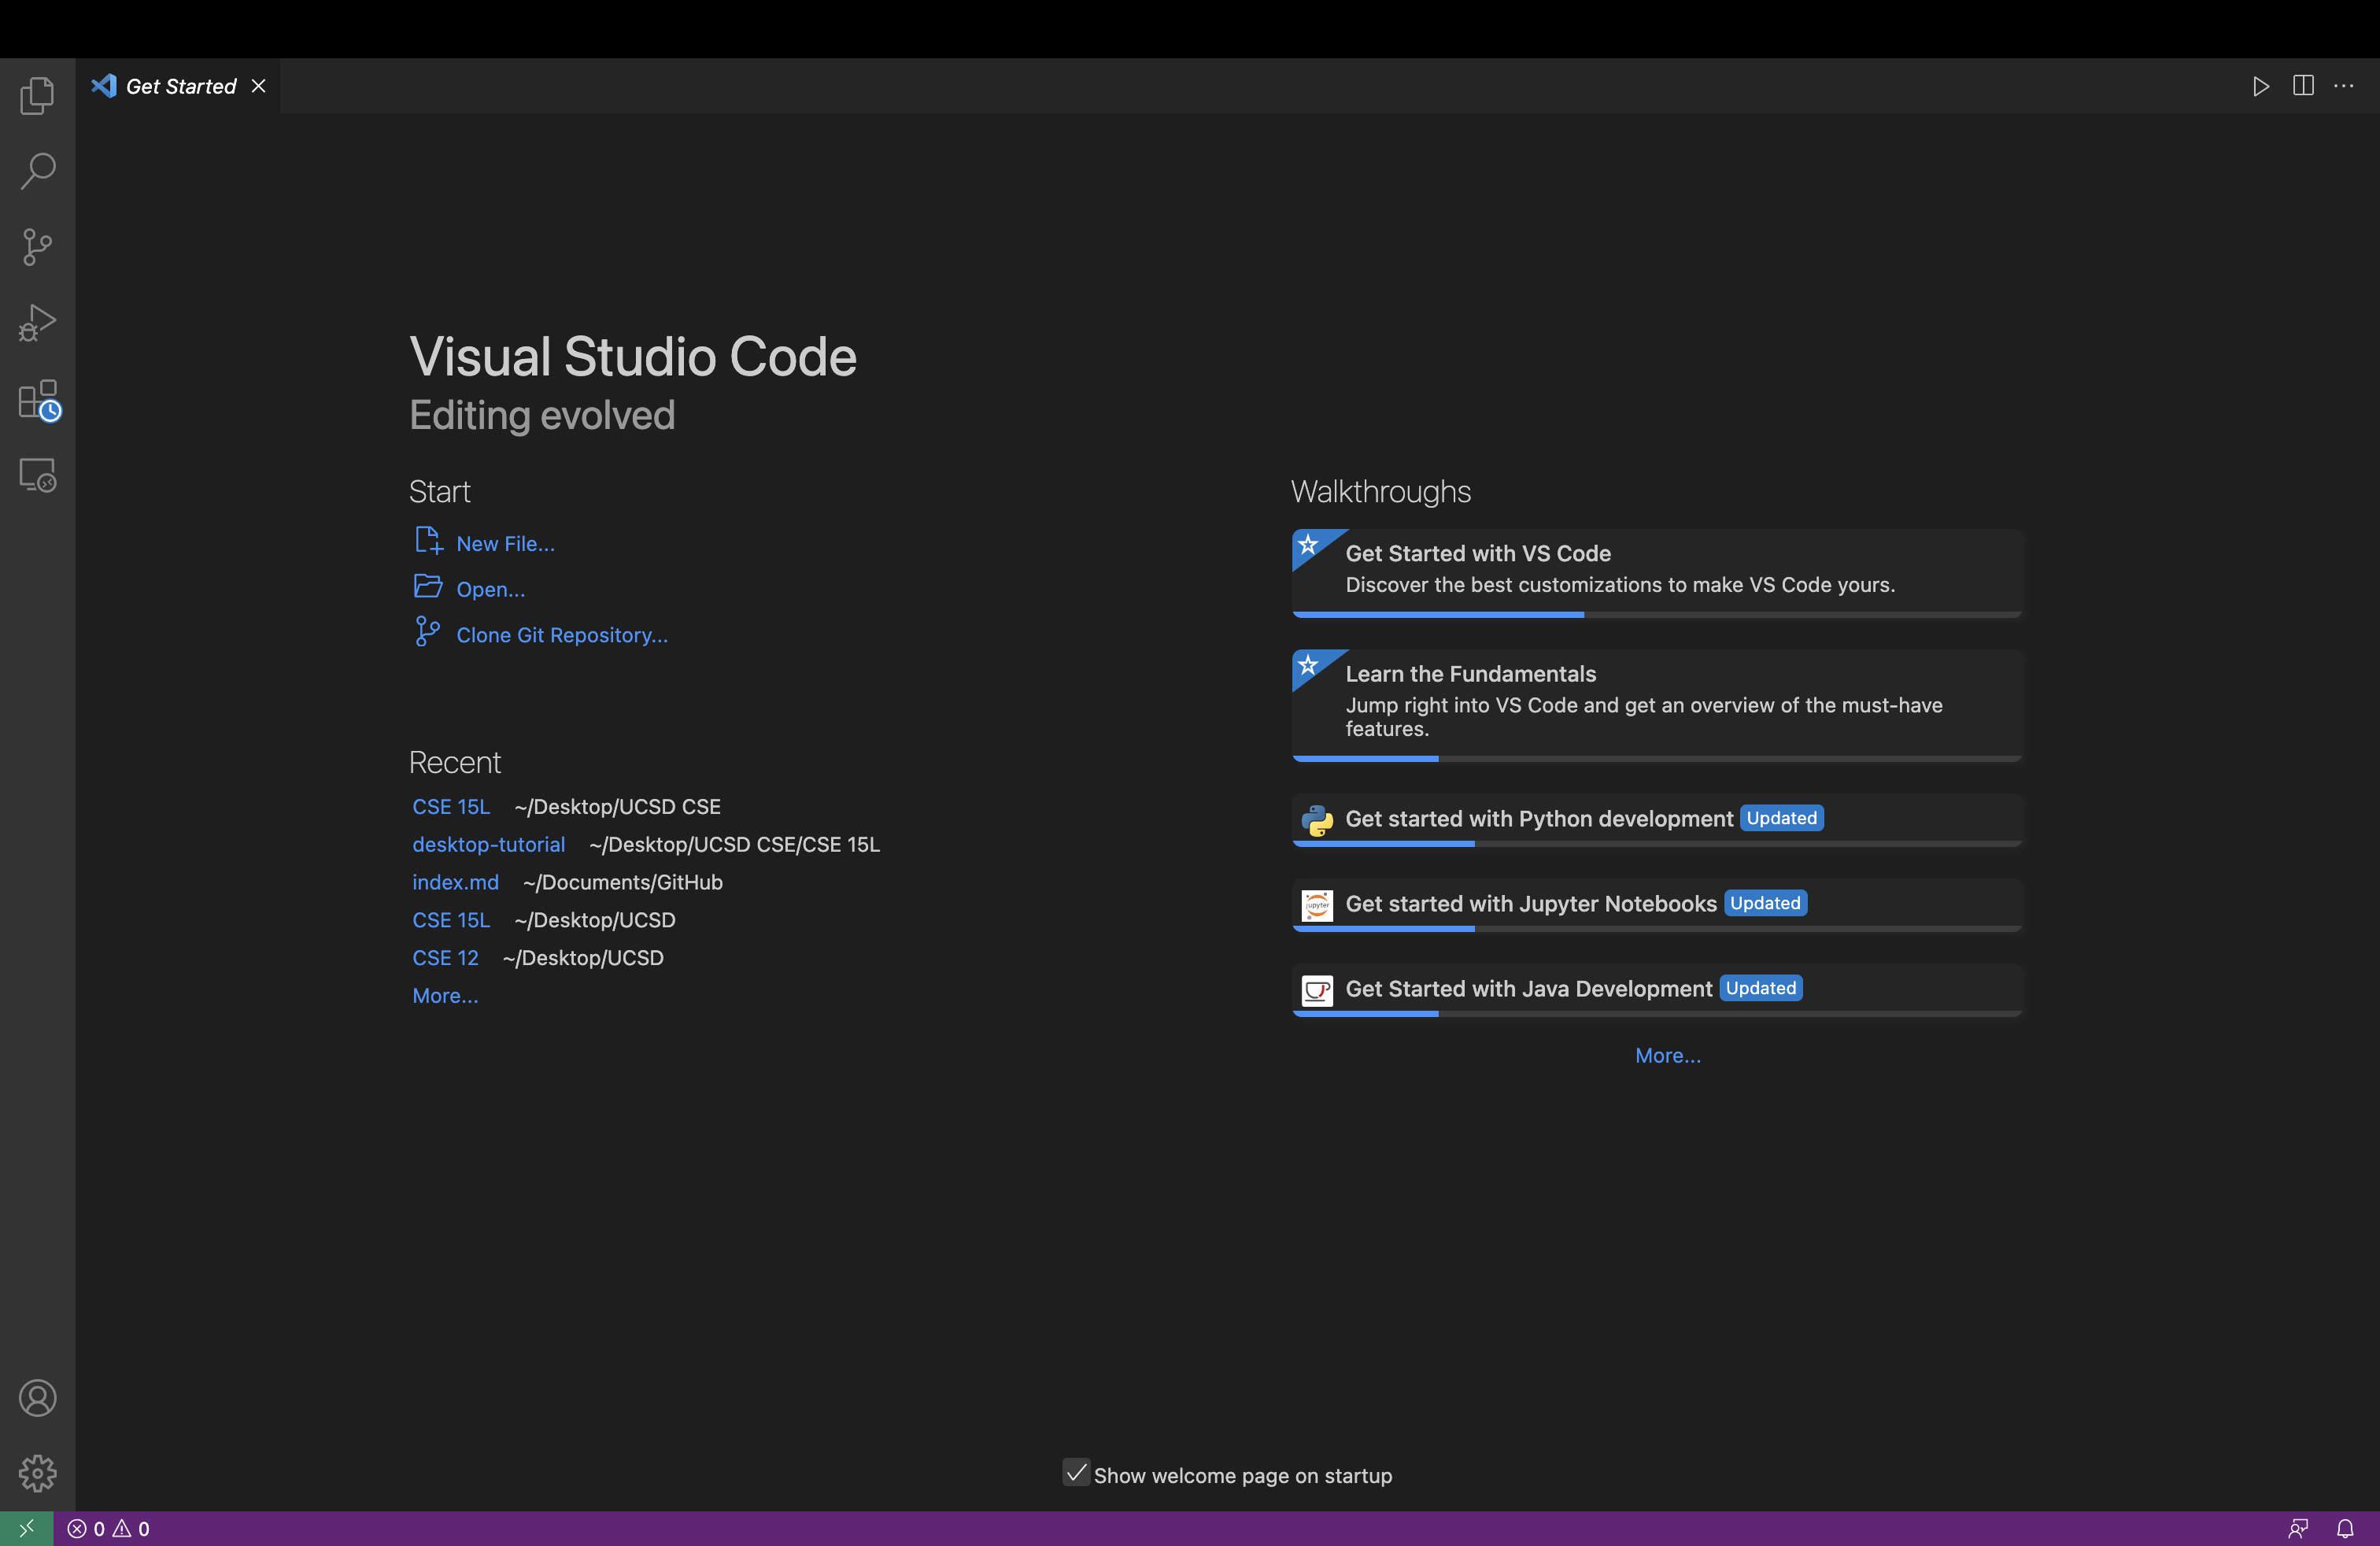 Get Started
Visual Studio Code
Editing evolved
Start
New File...
Open...
Clone Git Repository...
Recent
CSE 15L ~/Desktop/UCSD CSE
desktop-tutorial ~/Desktop/UCSD CSE/CSE 15L
index.md ~/Documents/GitHub
CSE 15L ~/Desktop/UCSD
CSE 12 ~/Desktop/UCSD
More...
Walkthroughs
Get Started with VS Code
Discover the best customizations to make VS Code yours.
Learn the Fundamentals
Jump right into VS Code and get an overview of the must-have
features.
Get started with Python development Updated
jupyter
Get started with Jupyter Notebooks Updated
Get Started with Java Development Updated
More...
Show welcome page on startup
0 0